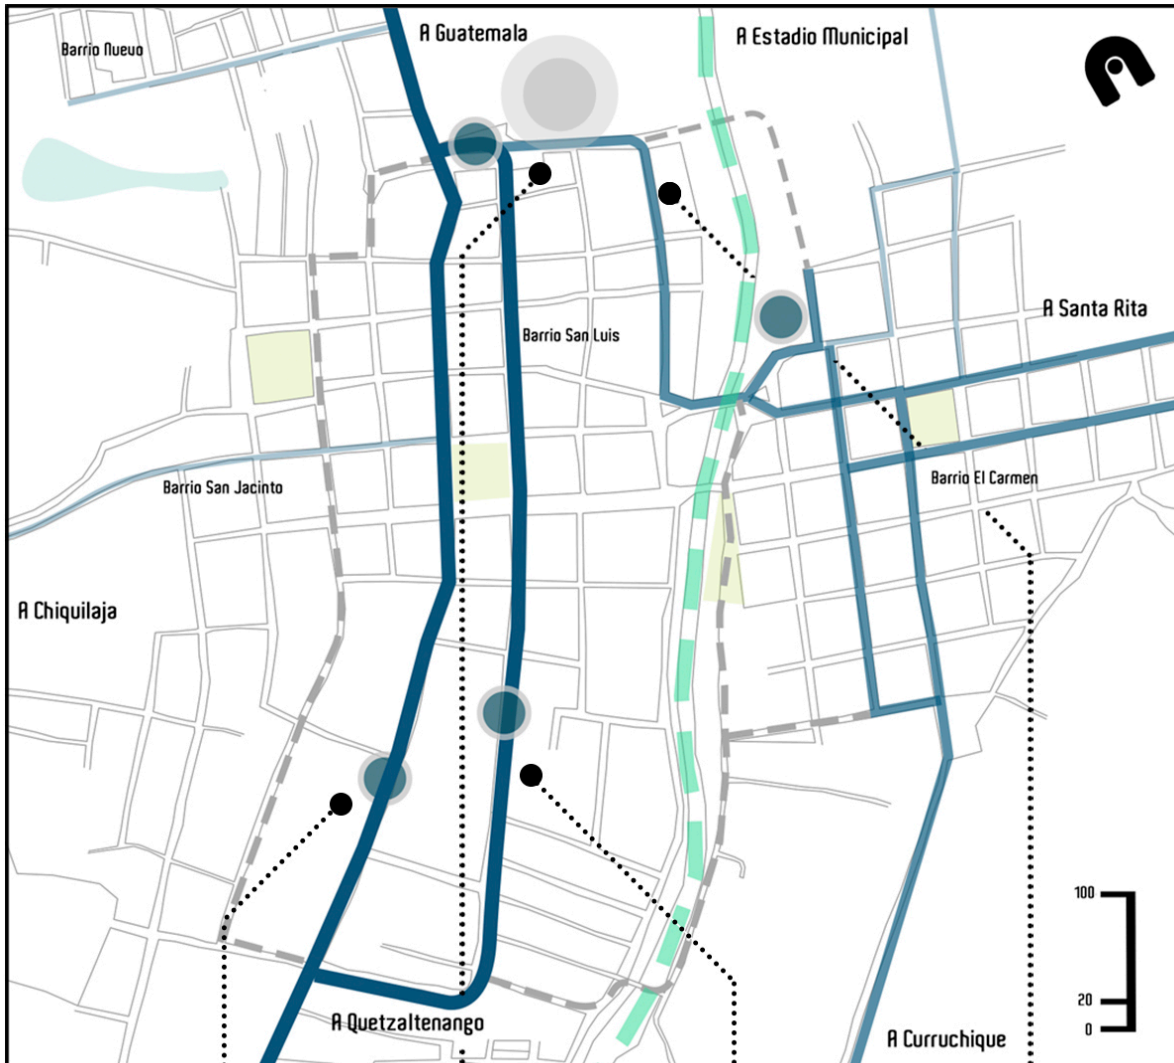 A Guatemala
A Estadio Municipal
Barrio Nuevo
A Santa Rita
Barrio San Luis
Barrio El Carmen
Barrio San Jacinto
A Chiquilaja
100
20
0
A Quetzaltenango
A Curruchique